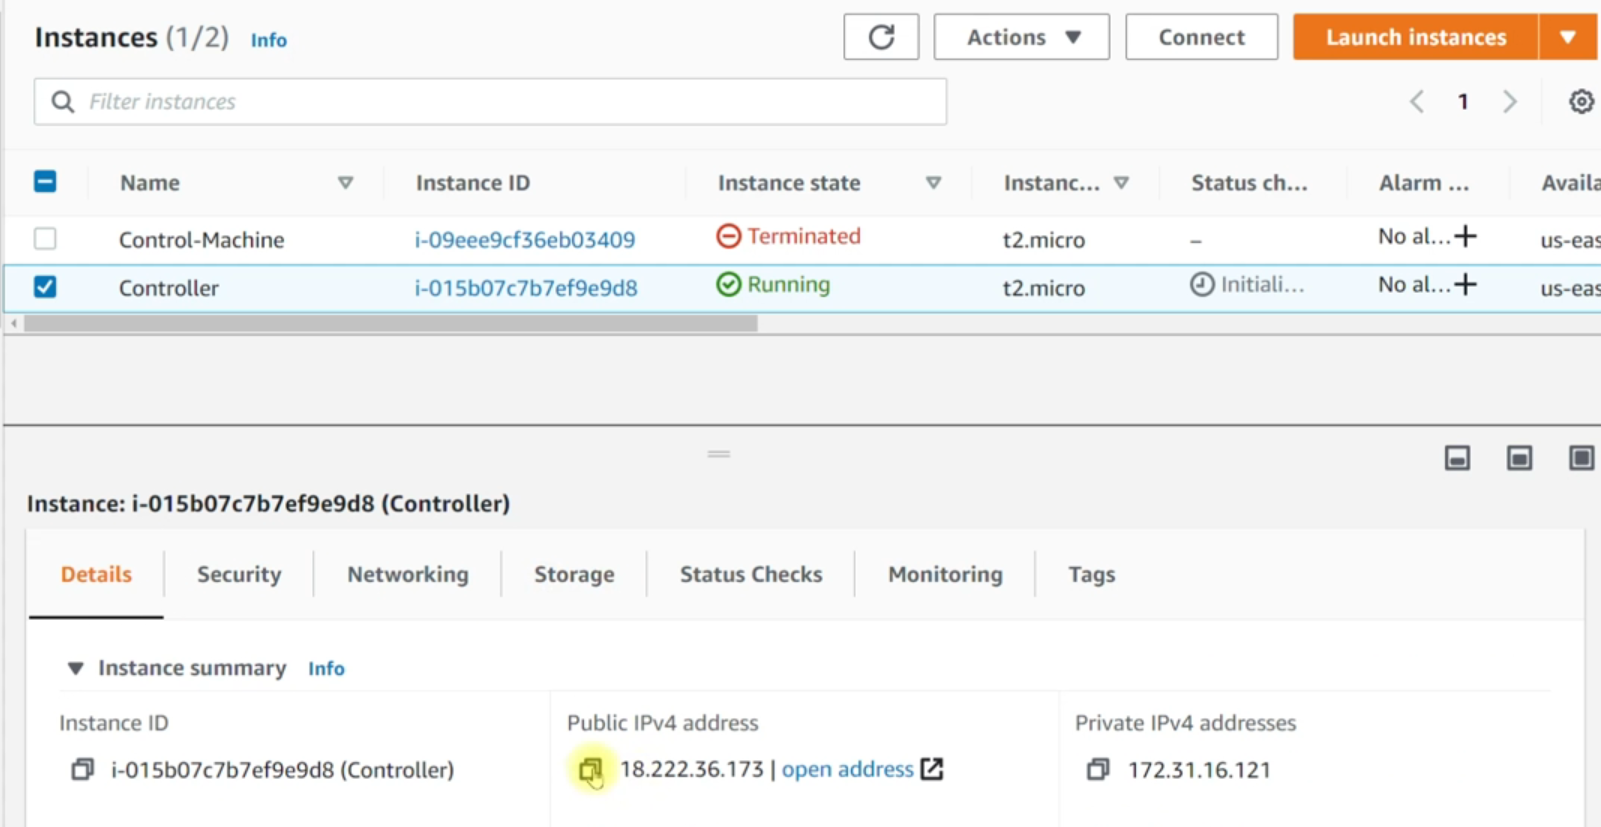 Instances (1/2) Info Actions Connect Launch instances
Filter instances 1
Name Instance ID Instance state Instanc... Status ch... Alarm ... Availa
Control-Machine i-09eee9cf36eb03409 Terminated t2.micro – No al... us-eas
Controller i-015b07c7b7ef9e9d8 Running t2.micro Initiali... No al... us-eas
Instance: i-015b07c7b7ef9e9d8 (Controller)
Details Security Networking Storage Status Checks Monitoring Tags
Instance summary Info
Instance ID Public IPv4 address Private IPv4 addresses
i-015b07c7b7ef9e9d8 (Controller) 18.222.36.173 | open address 172.31.16.121